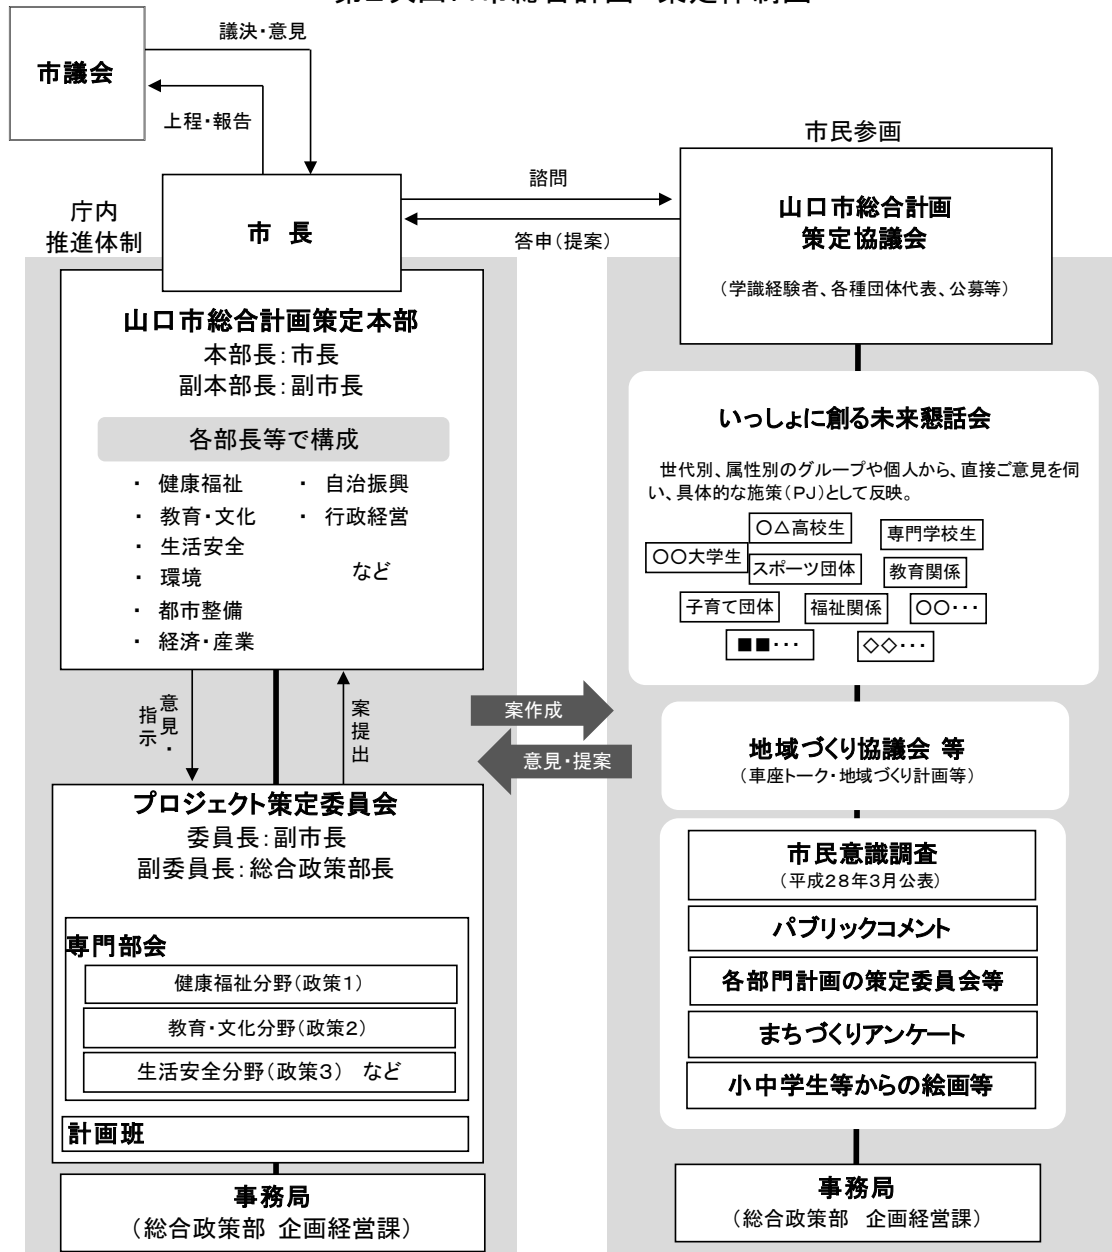 議決・意見
市議会
上程・報告
市民参画
諮問
答申(提案)
庁内
推進体制
市 長
山口市総合計画
策定協議会
(学識経験者、各種団体代表、公募等)
山口市総合計画策定本部
本部長:市長
副本部長:副市長
各部長等で構成
・ 健康福祉
・ 教育・文化
・ 生活安全
・ 環境
・ 都市整備
・ 経済・産業
・ 自治振興
・ 行政経営
など
いっしょに創る未来懇話会
世代別、属性別のグループや個人から、直接ご意見を伺
い、具体的な施策(PJ)として反映。
○△高校生
専門学校生
○○大学生
スポーツ団体
教育関係
子育て団体
福祉関係
○○・・・
■■・・・
◇◇・・・
意見・
指示
案提出
案作成
意見・提案
地域づくり協議会 等
(車座トーク・地域づくり計画等)
プロジェクト策定委員会
委員長:副市長
副委員長:総合政策部長
専門部会
健康福祉分野(政策1)
教育・文化分野(政策2)
生活安全分野(政策3) など
計画班
市民意識調査
(平成28年3月公表)
パブリックコメント
各部門計画の策定委員会等
まちづくりアンケート
小中学生等からの絵画等
事務局
(総合政策部 企画経営課)
事務局
(総合政策部 企画経営課)